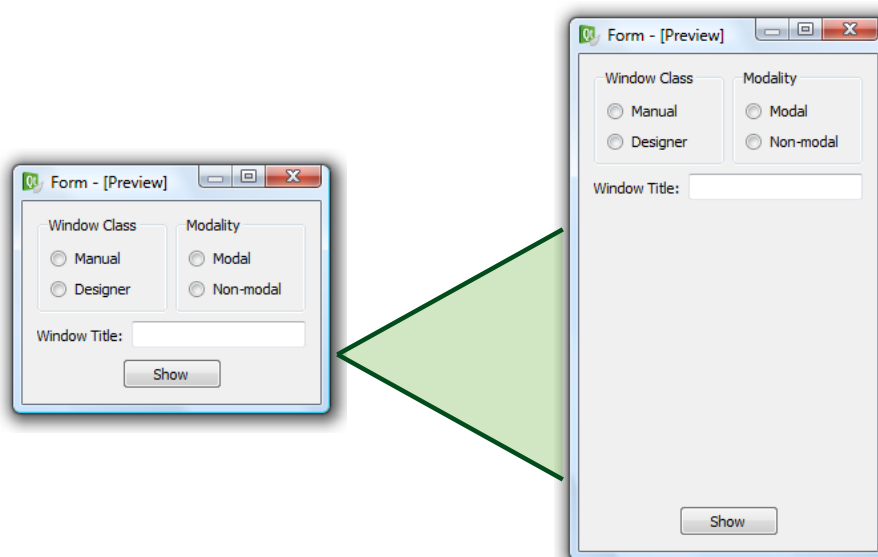 Form - [Preview]
Window Class
Modality
Manual
Modal
Designer
Non-modal
Window Title:
Show
Form - [Preview]
Window Class
Modality
Manual
Modal
Designer
Non-modal
Window Title:
Show